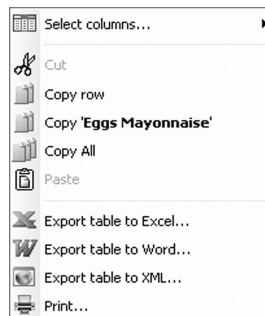 Select columns...
Cut
Copy row
Copy 'Eggs Mayonnaise'
Copy All
Paste
Export table to Excel...
Export table to Word...
Export table to XML...
Print...